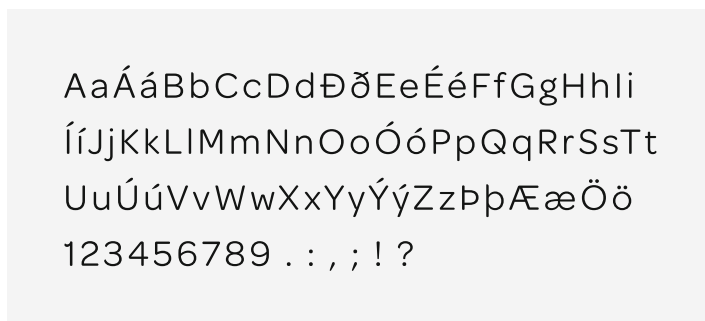 AaÁáBbCcDdÐðEeÉéFfGgHhIi
ÍíJjKkLlMmNnOoÓóPpQqRrSsTt
UuÚúVvWwXxYyÝýZzÞþÆæÖö
123456789 . : , ; ! ?